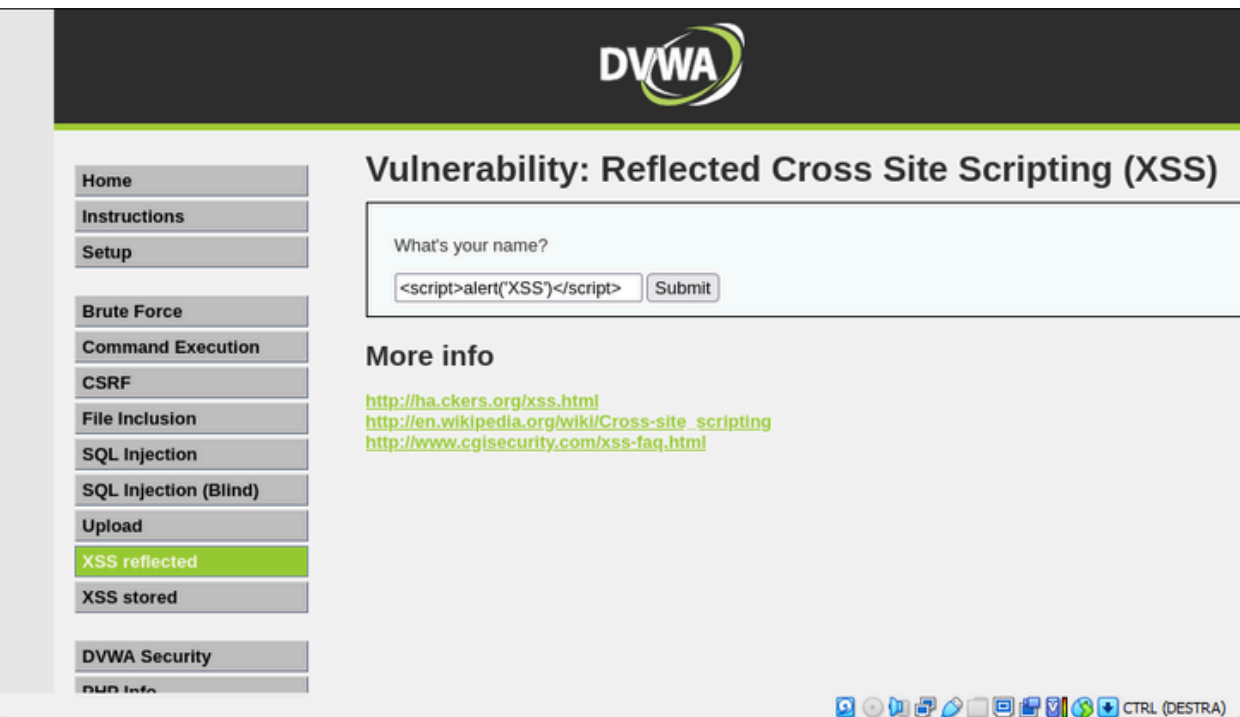 DVWA
Vulnerability: Reflected Cross Site Scripting (XSS)
Home
Instructions
Setup
Brute Force
Command Execution
CSRF
File Inclusion
SQL Injection
SQL Injection (Blind)
Upload
XSS reflected
XSS stored
DVWA Security
PHP Info
What's your name?
<script>alert('XSS')</script>
Submit
More info
http://ha.ckers.org/xss.html
http://en.wikipedia.org/wiki/Cross-site_scripting
http://www.cgisecurity.com/xss-faq.html
CTRL (DESTRA)